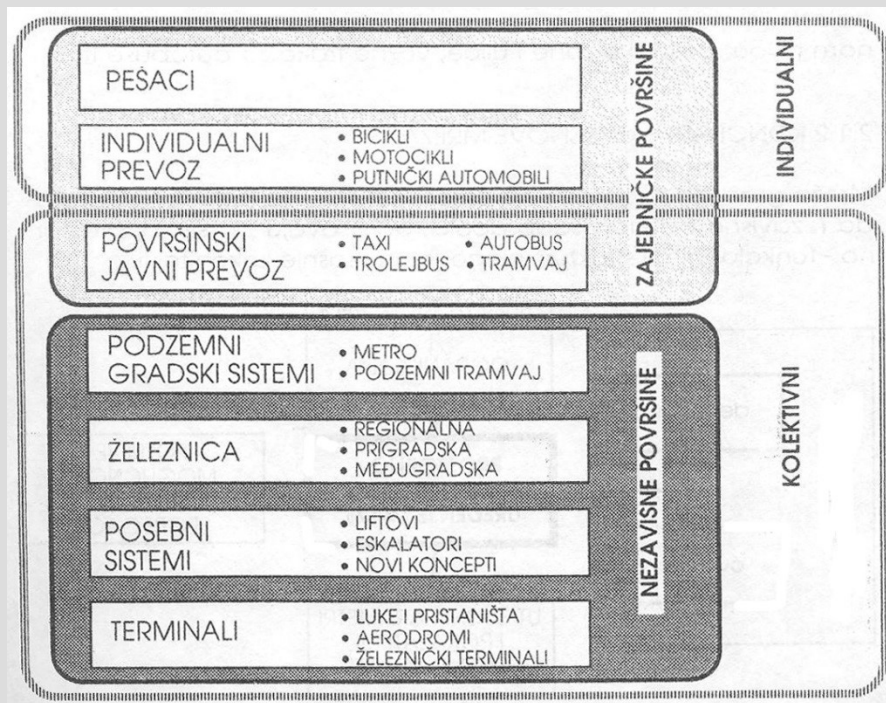 PEŠACI
INDIVIDUALNI
PREVOZ
• BICIKLI
• MOTOCIKLI
• PUTNIČKI AUTOMOBILI
POVRŠINSKI
JAVNI PREVOZ
• TAXI • AUTOBUS
• TROLEJBUS • TRAMVAJ
ZAJEDNIČKE POVRŠINE
INDIVIDUALNI
PODZEMNI
GRADSKI SISTEMI
• METRO
• PODZEMNI TRAMVAJ
ŽELEZNICA
• REGIONALNA
• PRIGRADSKA
• MEĐUGRADSKA
POSEBNI
SISTEMI
• LIFTOVI
• ESKALATORI
• NOVI KONCEPTI
TERMINALI
• LUKE I PRISTANIŠTA
• AERODROMI
• ŽELEZNIČKI TERMINALI
NEZAVISNE POVRSINE
KOLEKTIVNI